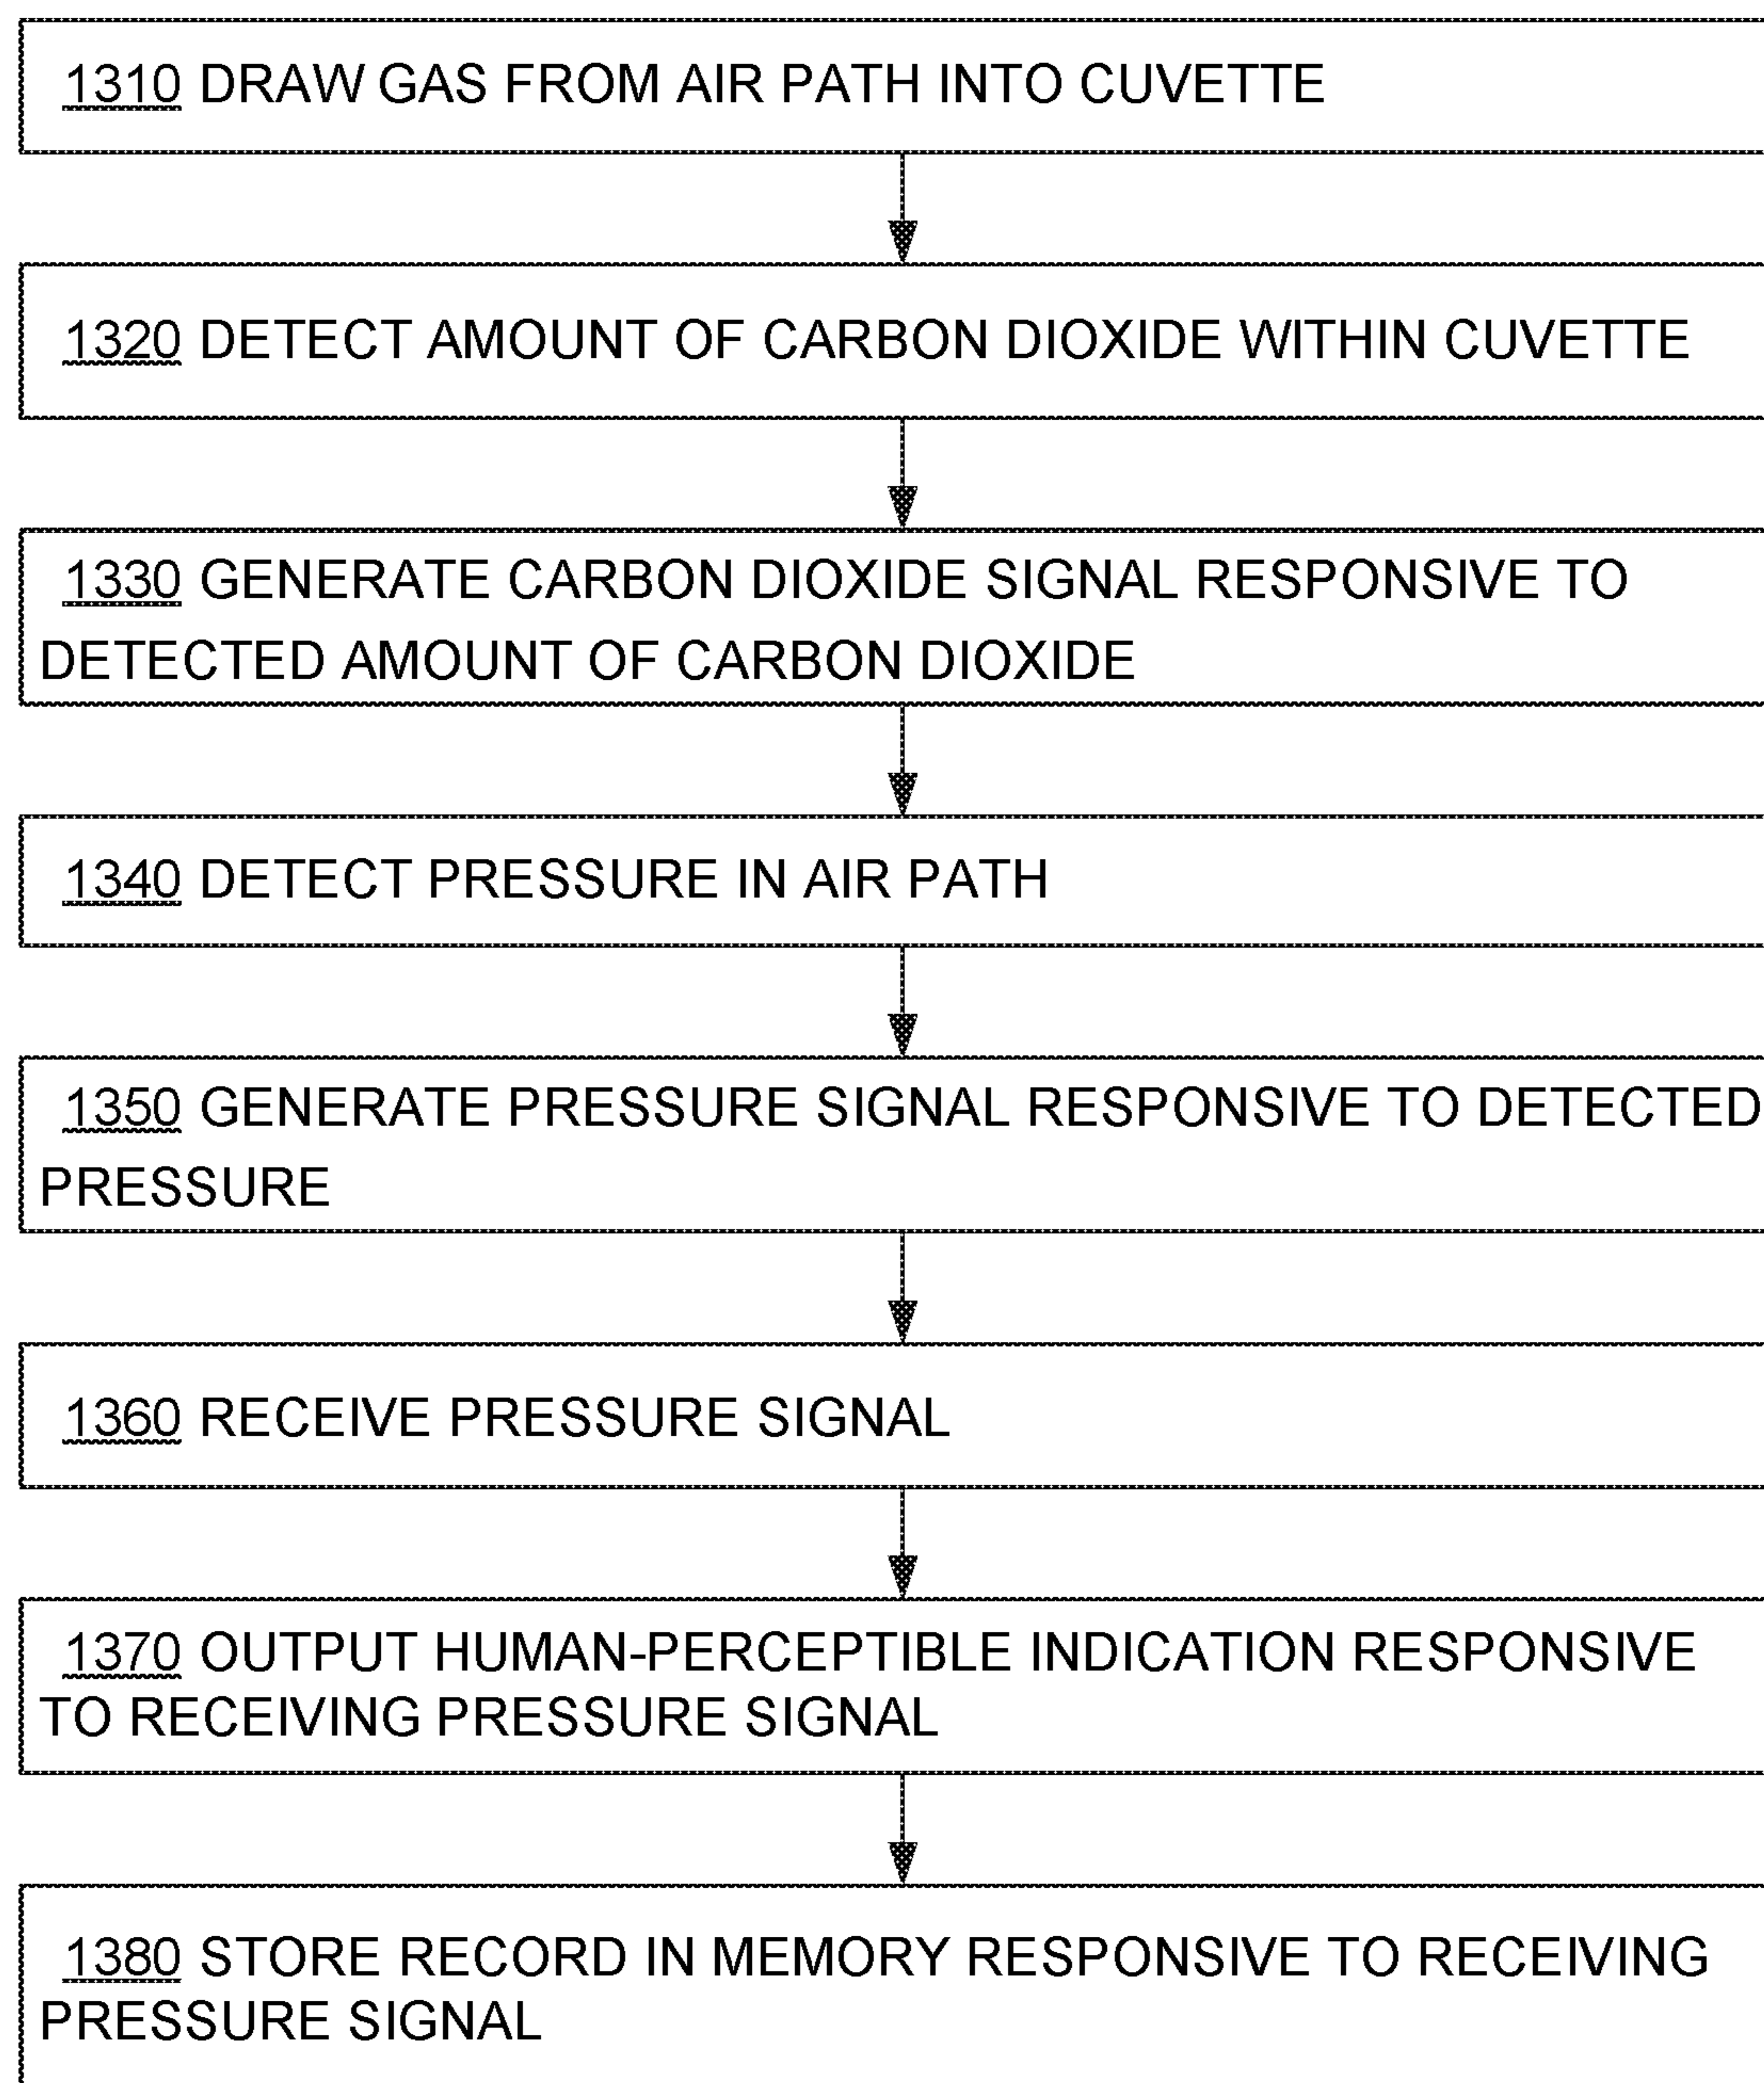 1310 DRAW GAS FROM AIR PATH INTO CUVETTE
1320 DETECT AMOUNT OF CARBON DIOXIDE WITHIN CUVETTE
1330 GENERATE CARBON DIOXIDE SIGNAL RESPONSIVE TO
DETECTED AMOUNT OF CARBON DIOXIDE
1340 DETECT PRESSURE IN AIR PATH
1350 GENERATE PRESSURE SIGNAL RESPONSIVE TO DETECTED
PRESSURE
1360 RECEIVE PRESSURE SIGNAL
1370 OUTPUT HUMAN-PERCEPTIBLE INDICATION RESPONSIVE
TO RECEIVING PRESSURE SIGNAL
1380 STORE RECORD IN MEMORY RESPONSIVE TO RECEIVING
PRESSURE SIGNAL